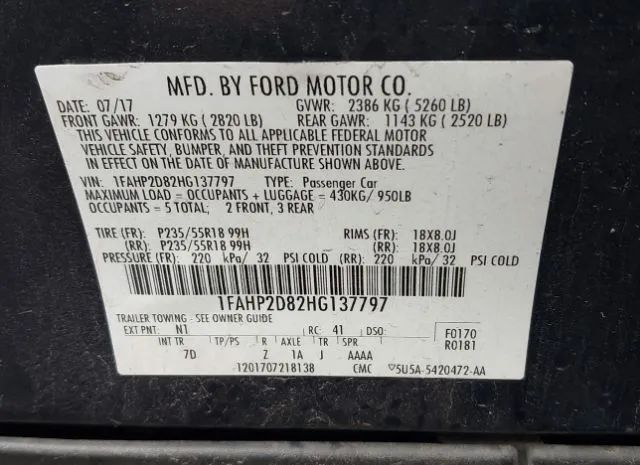 MFD. BY FORD MOTOR CO.
DATE: 07/17 GVWR: 2386 KG ( 5260 LB)
FRONT GAWR: 1279 KG ( 2820 LB) REAR GAWR: 1143 KG ( 2520 LB)
THIS VEHICLE CONFORMS TO ALL APPLICABLE FEDERAL MOTOR
VEHICLE SAFETY, BUMPER, AND THEFT PREVENTION STANDARDS IN EFFECT ON
THE DATE OF MANUFACTURE SHOWN ABOVE.
VIN: 1FAHP2D82HG137797 TYPE: Passenger Car
MAXIMUM LOAD = OCCUPANTS + LUGGAGE = 430KG/ 950LB
OCCUPANTS = 5 TOTAL; 2 FRONT, 3 REAR
TIRE (FR): P235/55R18 99H RIMS (FR): 18X8.0J
(RR): P235/55R18 99H (RR): 18X8.0J
PRESSURE (FR): 220 kPa/ 32 PSI COLD (RR): 220 kPa/ 32 PSI COLD
1FAHP2D82HG137797
TRAILER TOWING - SEE OWNER GUIDE
EXT PNT: N1 RC: 41 DSO: F0170
INT TR TP/PS R AXLE TR SPR R0181
7D Z 1A J AAAA
1201707218138 CMC ▽5U5A-5420472-AA